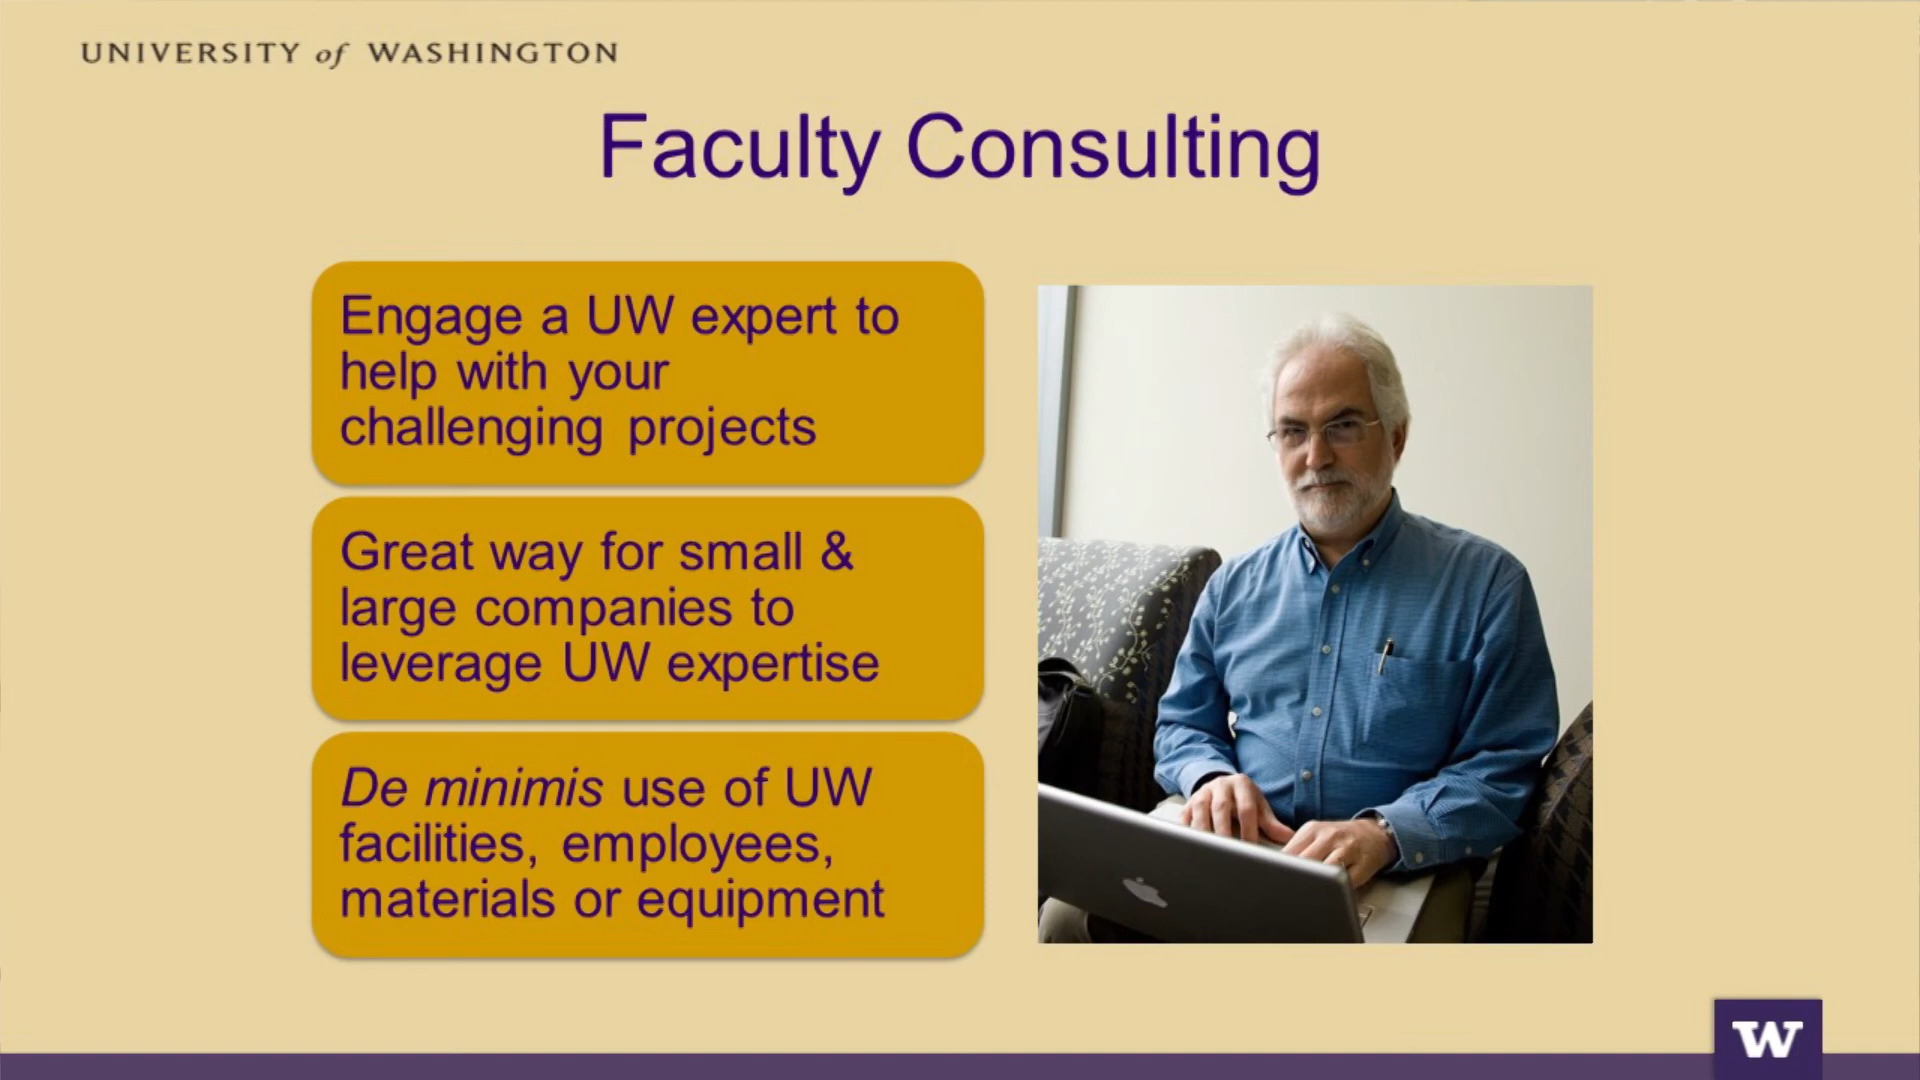 UNIVERSITY of WASHINGTON
Faculty Consulting
Engage a UW expert to
help with your
challenging projects
Great way for small &
large companies to
leverage UW expertise
De minimis use of UW
facilities, employees,
materials or equipment
W